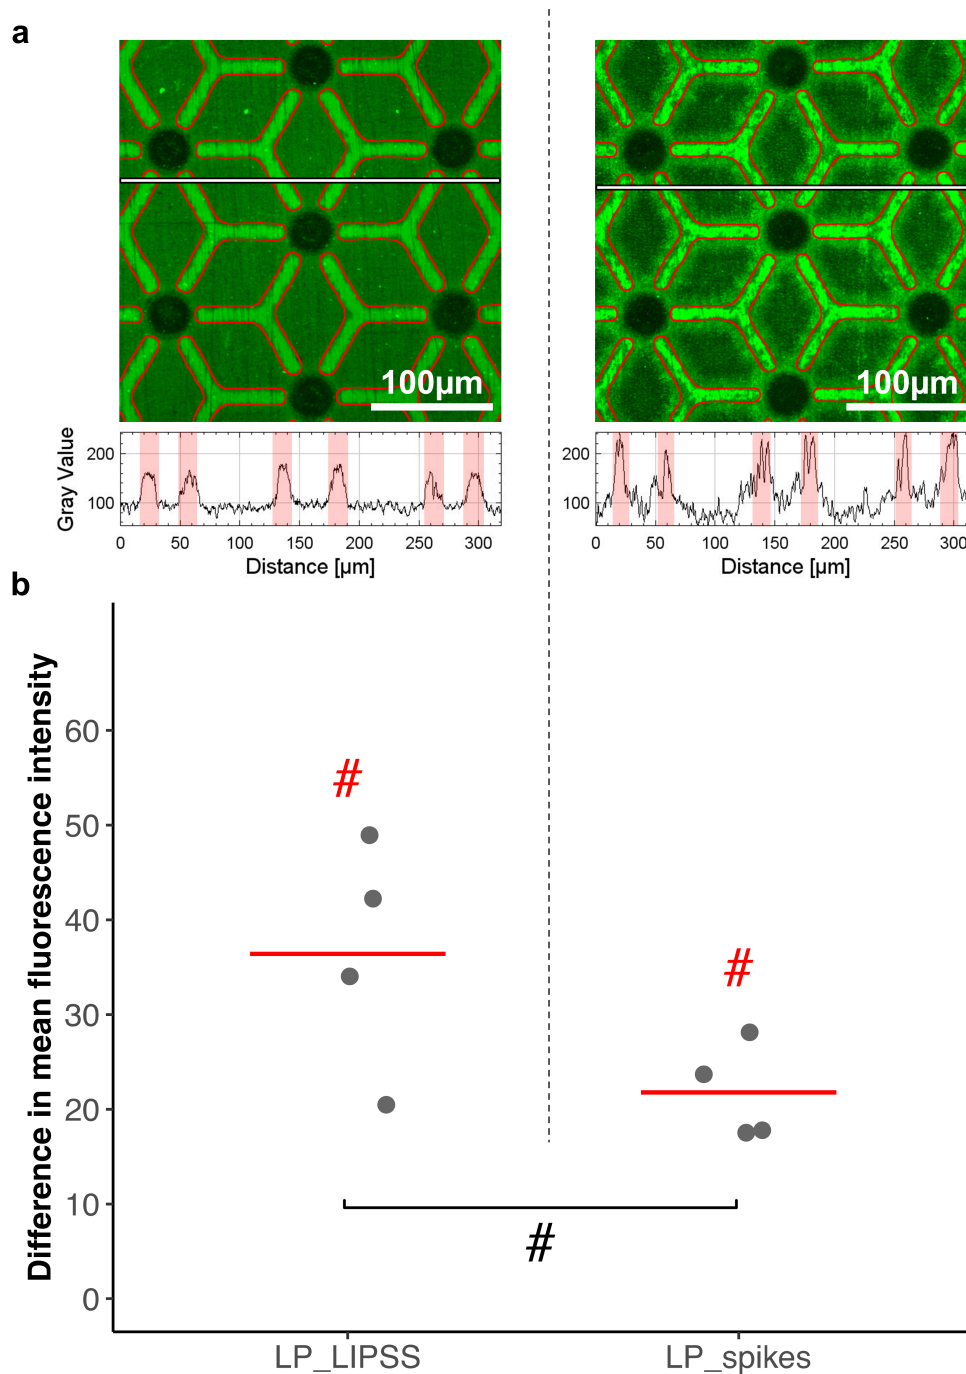 a
100µm
100µm
Gray Value
200
100
0 50 100 150 200 250 300
Distance [µm]
200
100
0 50 100 150 200 250 300
Distance [µm]
b
Difference in mean fluorescence intensity
60
50
40
30
20
10
0
#
#
#
LP_LIPSS
LP_spikes